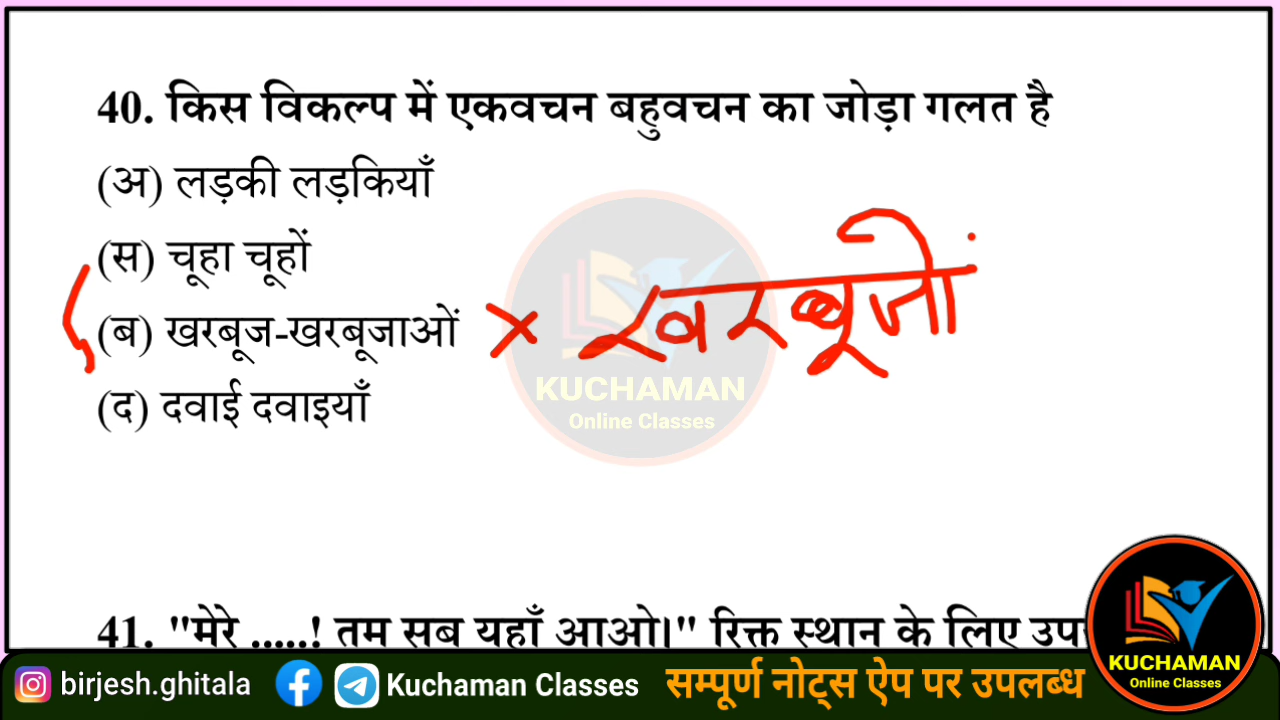 40. किस विकल्प में एकवचन बहुवचन का जोड़ा गलत है
(अ) लड़की लड़कियाँ
(स) चूहा चूहों
(ब) खरबूज-खरबूजाओं × खरबूजों
(द) दवाई दवाइयाँ
KUCHAMAN
Online Classes
41. "मेरे .....! तुम सब यहाँ आओ।" रिक्त स्थान के लिए
KUCHAMAN
Online Classes
birjesh.ghitala Kuchaman Classes सम्पूर्ण नोट्स ऐप पर उपलब्ध